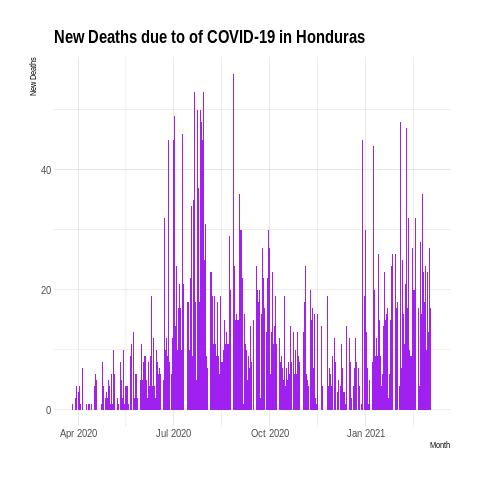 New Deaths due to of COVID-19 in Honduras
New Deaths
40
20
0
Apr 2020
Jul 2020
Oct 2020
Jan 2021
Month